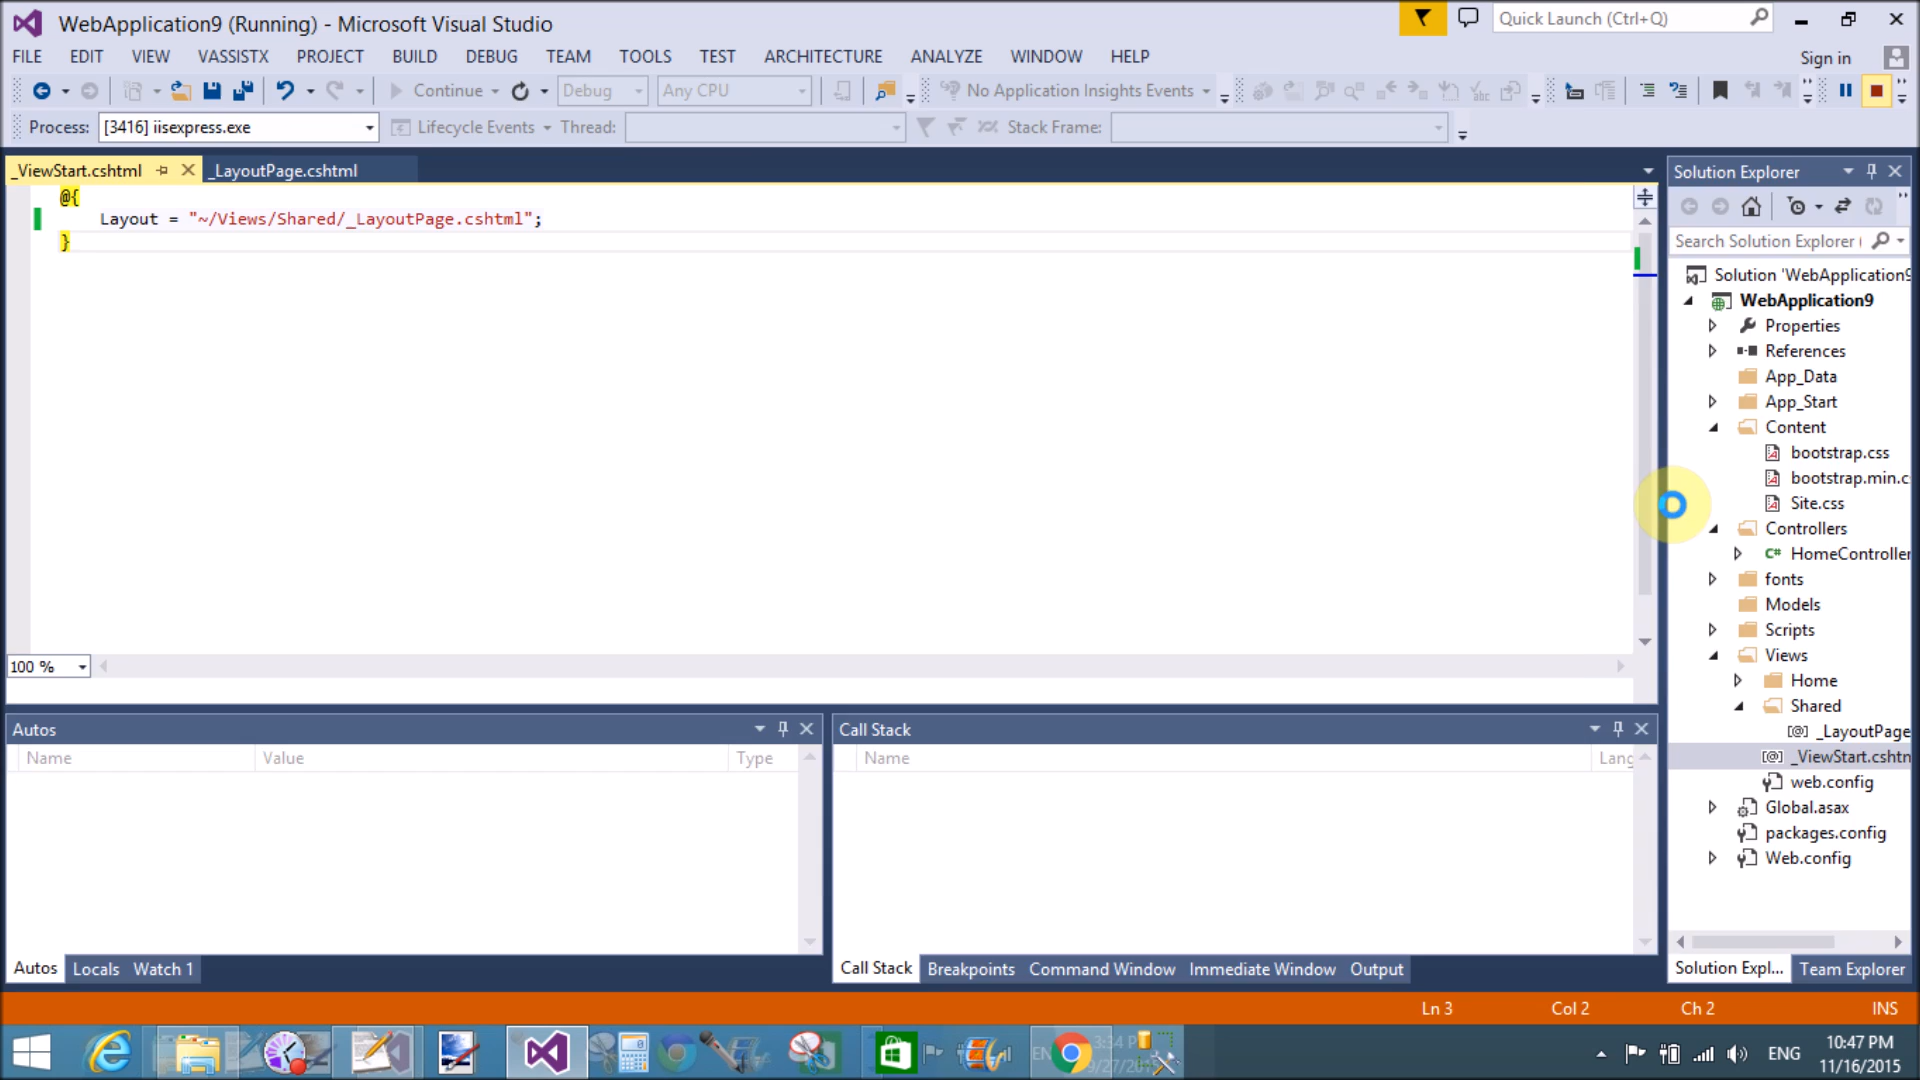 WebApplication9 (Running) - Microsoft Visual Studio
Quick Launch (Ctrl+Q)
FILE EDIT VIEW VASSISTX PROJECT BUILD DEBUG TEAM TOOLS TEST ARCHITECTURE ANALYZE WINDOW HELP
Sign in
Continue Debug Any CPU No Application Insights Events
Process: [3416] iisexpress.exe Lifecycle Events Thread: Stack Frame:
_ViewStart.cshtml _LayoutPage.cshtml
@{
Layout = "~/Views/Shared/_LayoutPage.cshtml";
}
100 %
Solution Explorer
Search Solution Explorer (
Solution 'WebApplication9
WebApplication9
Properties
References
App_Data
App_Start
Content
bootstrap.css
bootstrap.min.c
Site.css
Controllers
C# HomeController
fonts
Models
Scripts
Views
Home
Shared
[@] _LayoutPage
[@] _ViewStart.cshtm
web.config
Global.asax
packages.config
Web.config
Solution Expl... Team Explorer
Autos
Name Value Type
Autos Locals Watch 1
Call Stack
Name Lang
Call Stack Breakpoints Command Window Immediate Window Output
Ln 3 Col 2 Ch 2 INS
ENG
10:47 PM
11/16/2015